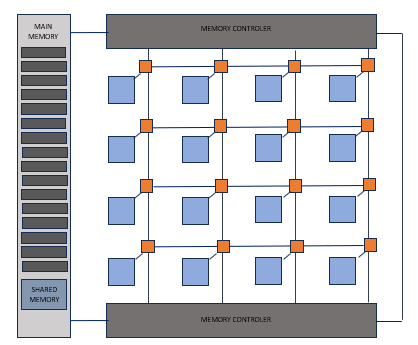 MAIN
MEMORY
MEMORY CONTROLER
SHARED
MEMORY
MEMORY CONTROLER